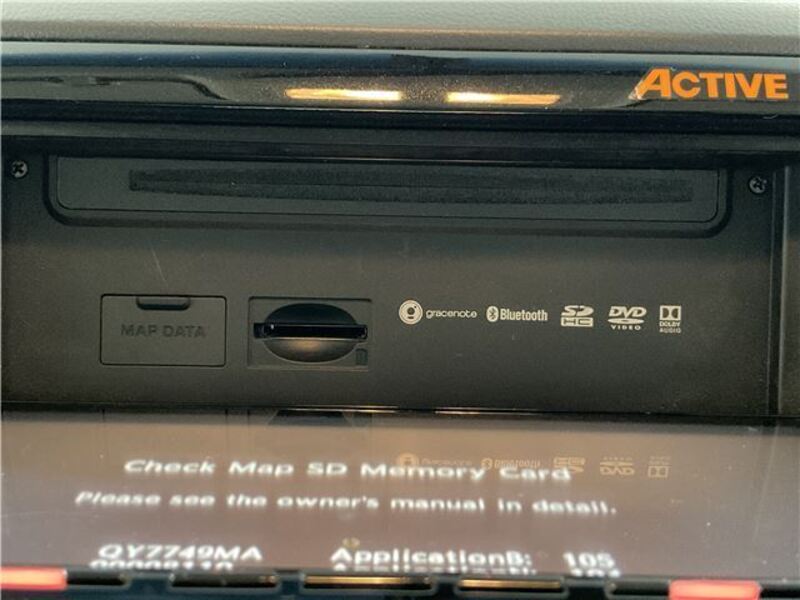 ACTIVE
MAP DATA
gracenote Bluetooth SD HC DVD VIDEO DOLBY AUDIO
Check Map SD Memory Card
Please see the owner's manual in detail.
QY7749MA ApplicationB: 105